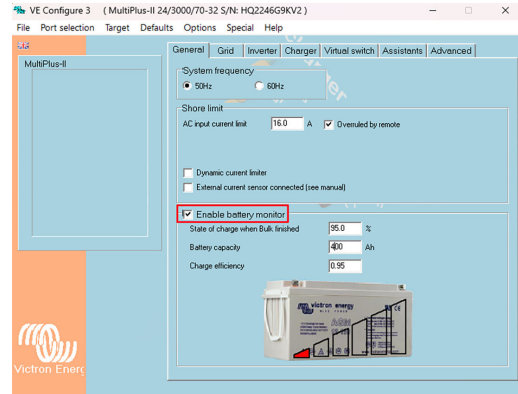 VE Configure 3 ( MultiPlus-II 24/3000/70-32 S/N: HQ2246G9KV2 )
File Port selection Target Defaults Options Special Help
MultiPlus-II
General Grid Inverter Charger Virtual switch Assistants Advanced
System frequency
50Hz 60Hz
Shore limit
AC input current limit 16.0 A Overruled by remote
Dynamic current limiter
External current sensor connected (see manual)
Enable battery monitor
State of charge when Bulk finished 95.0 %
Battery capacity 400 Ah
Charge efficiency 0.95
victron energy
BLUE POWER
AGM
Victron Energ